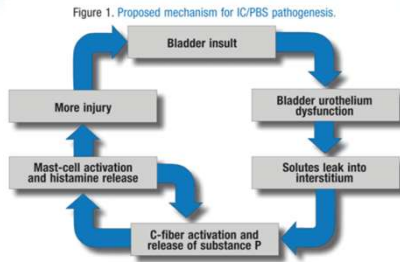 Figure 1. Proposed mechanism for IC/PBS pathogenesis.
Bladder insult
Bladder urothelium
dysfunction
Solutes leak into
interstitium
C-fiber activation and
release of substance P
Mast-cell activation
and histamine release
More injury